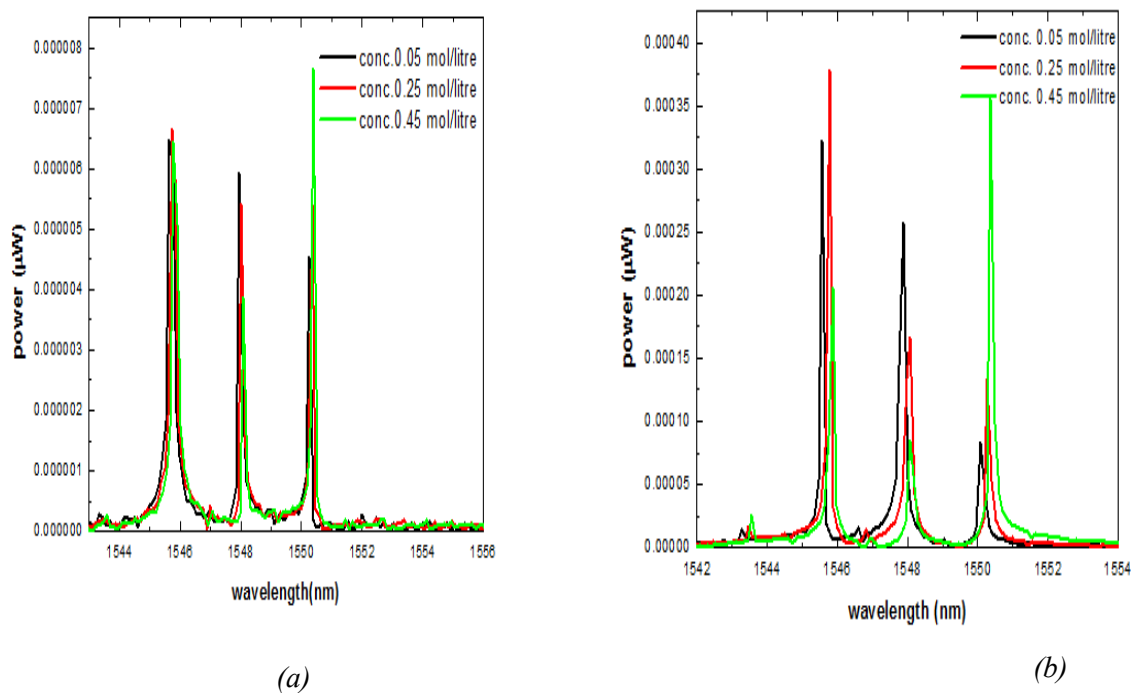 conc.0.05 mol/litre
conc.0.25 mol/litre
conc.0.45 mol/litre
0.000008
0.000007
0.000006
0.000005
0.000004
0.000003
0.000002
0.000001
0.000000
power (µW)
1544 1546 1548 1550 1552 1554 1556
wavelength(nm)
(a)
conc. 0.05 mol/litre
conc. 0.25 mol/litre
conc. 0.45 mol/litre
0.00040
0.00035
0.00030
0.00025
0.00020
0.00015
0.00010
0.00005
0.00000
power (µW)
1542 1544 1546 1548 1550 1552 1554
wavelength (nm)
(b)